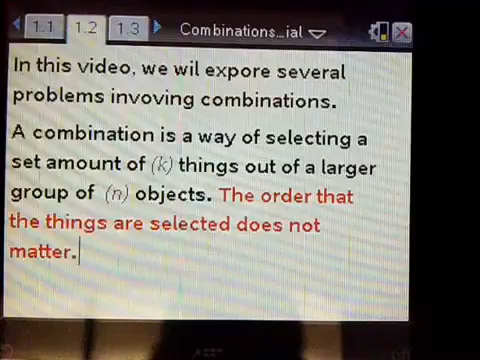 1.1 1.2 1.3 Combinations...ial
In this video, we wil expore several
problems invoving combinations.
A combination is a way of selecting a
set amount of (k) things out of a larger
group of (n) objects. The order that
the things are selected does not
matter.